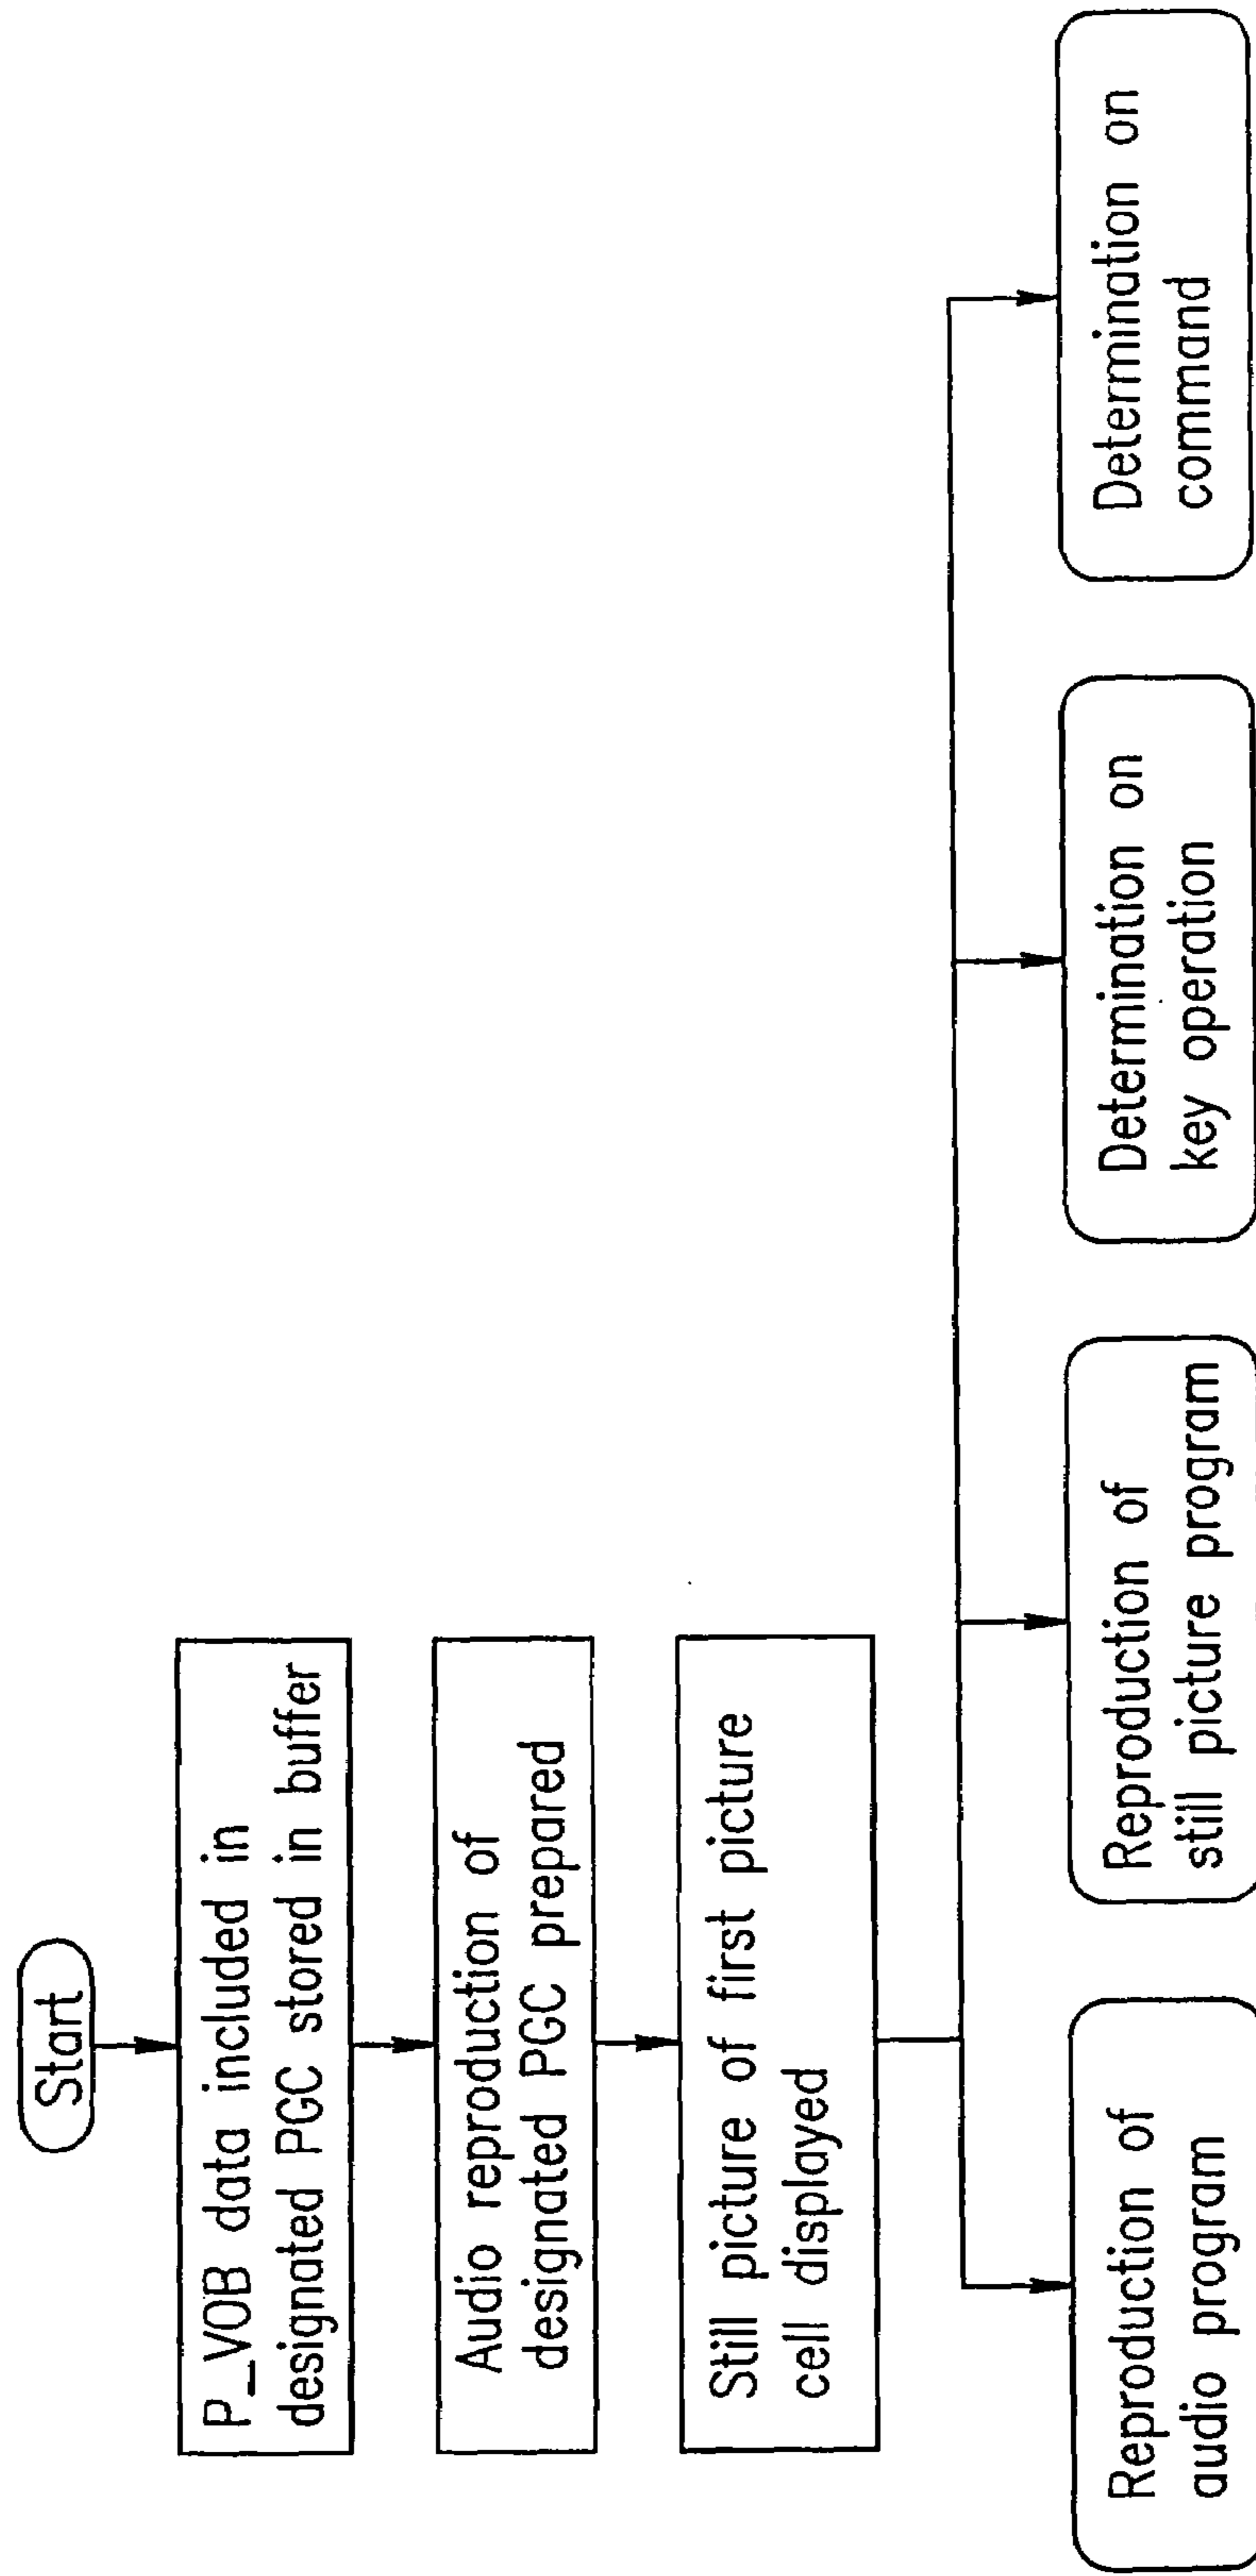 Start
P_VOB data included in
designated PGC stored in buffer
Audio reproduction of
designated PGC prepared
Still picture of first picture
cell displayed
Reproduction of
audio program
Reproduction of
still picture program
Determination on
key operation
Determination on
command